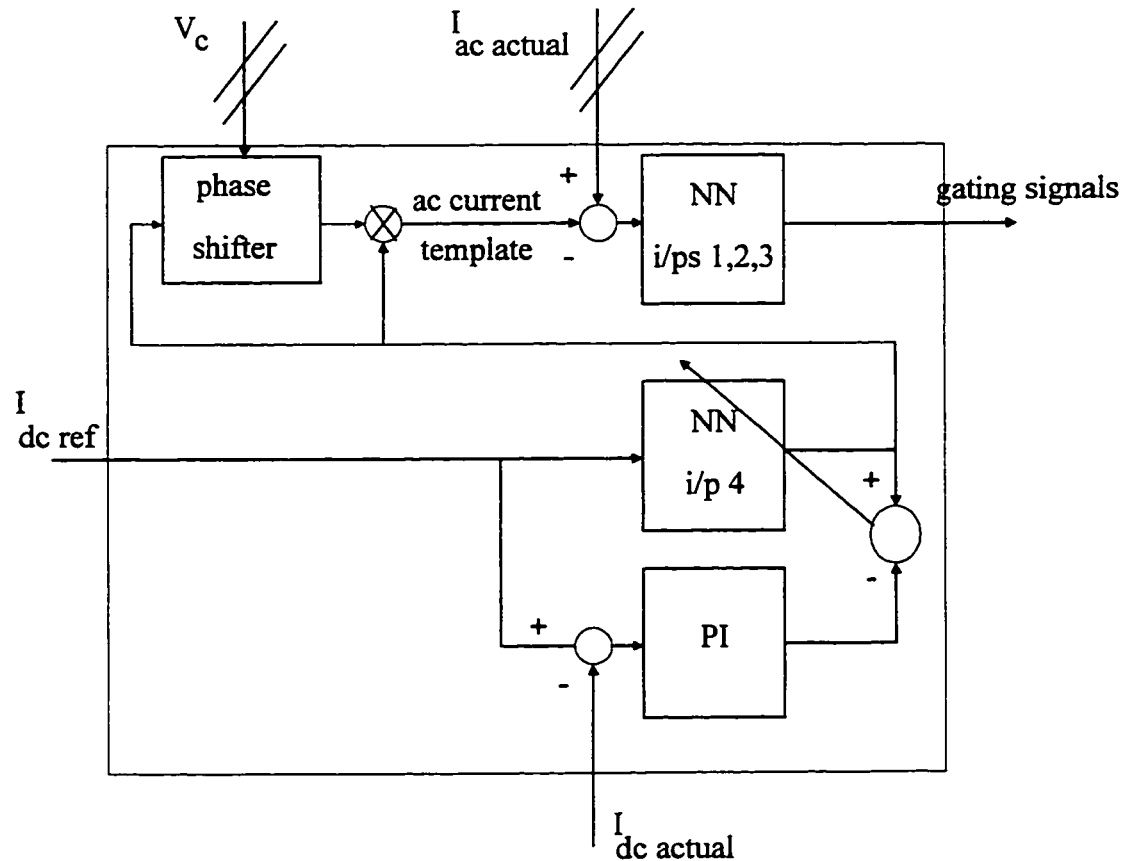 V
c
I
ac actual
phase
shifter
+
ac current
template
-
NN
i/ps 1,2,3
gating signals
I
dc ref
NN
i/p 4
+
-
+
-
PI
I
dc actual